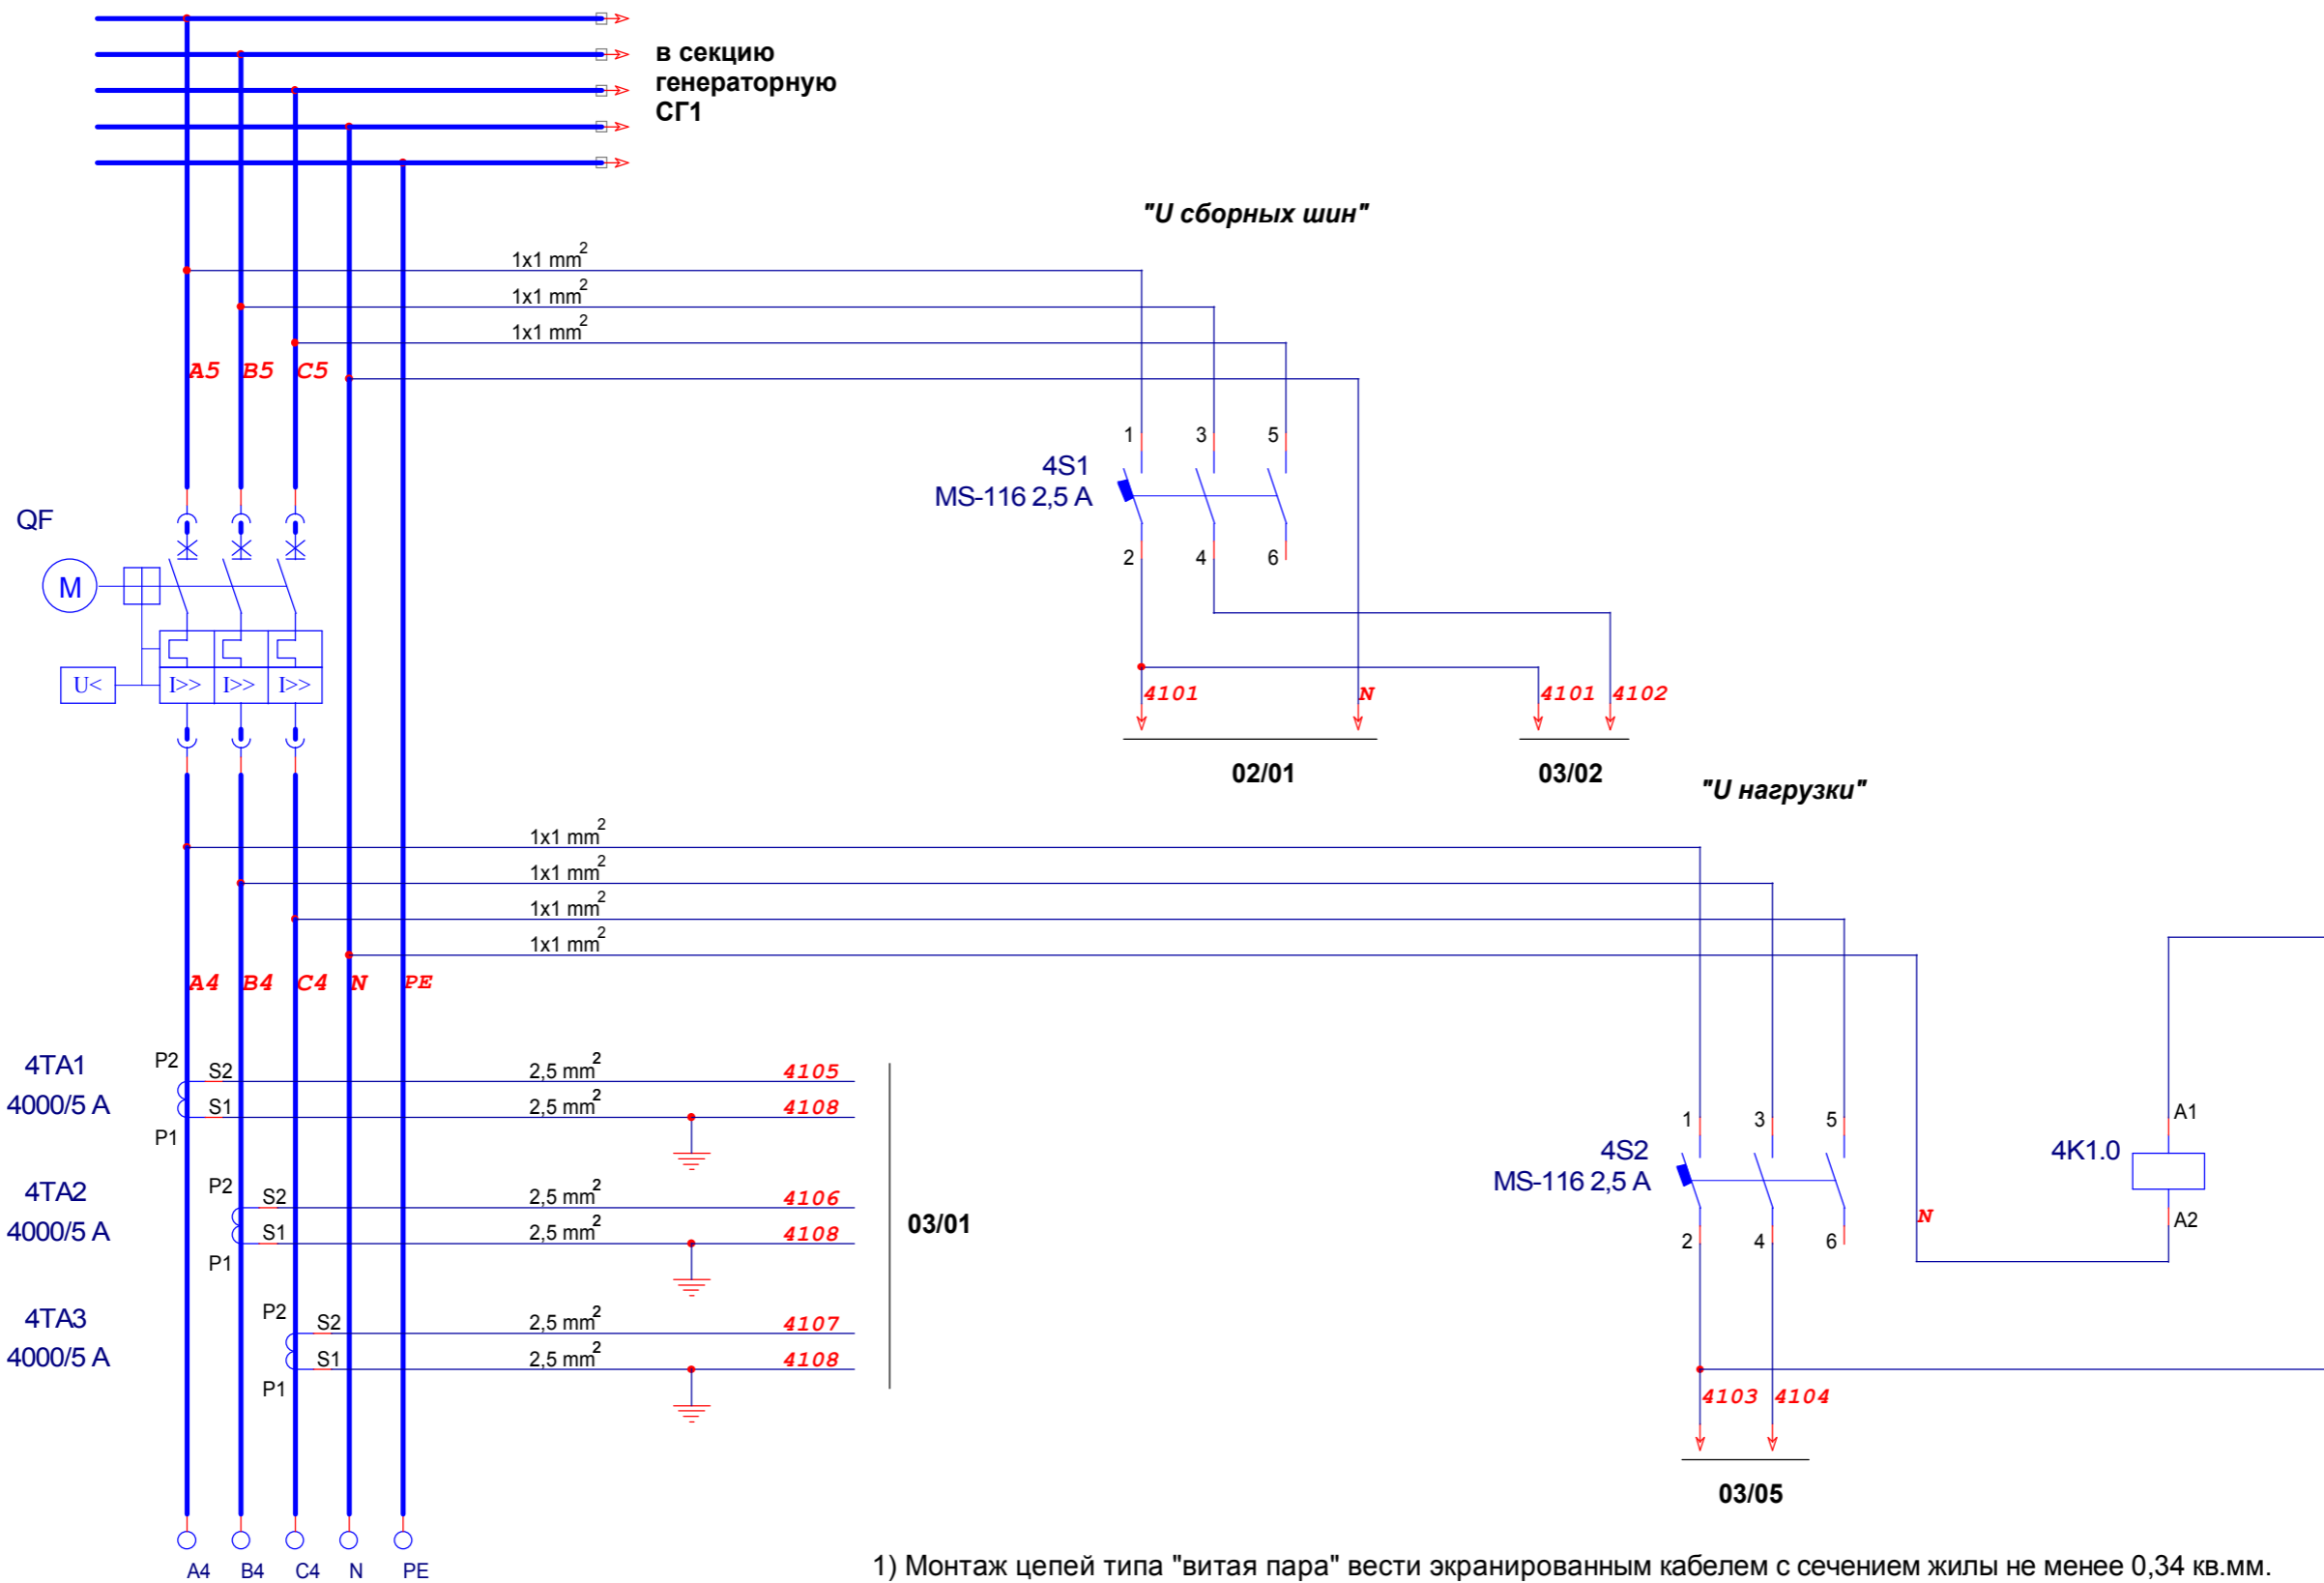 в секцию
генераторную
СГ1
"U сборных шин"
1x1 mm²
1x1 mm²
1x1 mm²
A5 B5 C5
1 3 5
4S1
MS-116 2,5 A
2 4 6
QF
M
U< I>> I>> I>>
4101 N 4101 4102
02/01 03/02
"U нагрузки"
1x1 mm²
1x1 mm²
1x1 mm²
1x1 mm²
A4 B4 C4 N PE
4TA1
4000/5 A
P2
S2 2,5 mm² 4105
S1 2,5 mm² 4108
P1
4TA2
4000/5 A
P2
S2 2,5 mm² 4106
S1 2,5 mm² 4108
P1
03/01
4TA3
4000/5 A
P2
S2 2,5 mm² 4107
S1 2,5 mm² 4108
P1
1 3 5
4S2
MS-116 2,5 A
2 4 6
N
A1
4K1.0
A2
4103 4104
03/05
A4 B4 C4 N PE
1) Монтаж цепей типа "витая пара" вести экранированным кабелем с сечением жилы не менее 0,34 кв.мм.